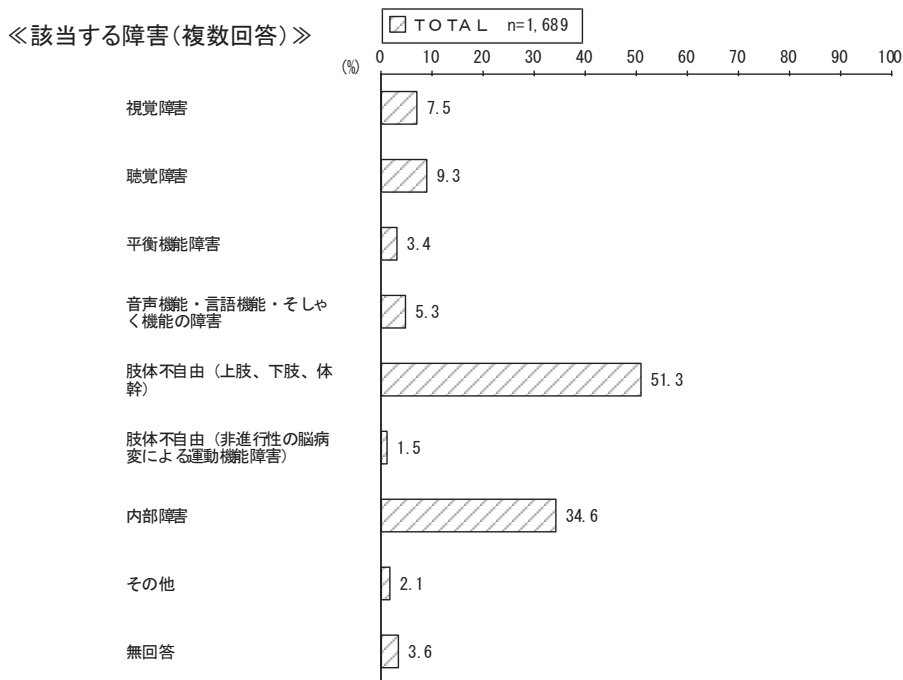 ≪該当する障害(複数回答)≫
ＴＯＴＡＬ n=1,689
(%)
0 10 20 30 40 50 60 70 80 90 100
視覚障害 7.5
聴覚障害 9.3
平衡機能障害 3.4
音声機能・言語機能・そしゃ
く機能の障害 5.3
肢体不自由（上肢、下肢、体
幹） 51.3
肢体不自由（非進行性の脳病
変による運動機能障害） 1.5
内部障害 34.6
その他 2.1
無回答 3.6